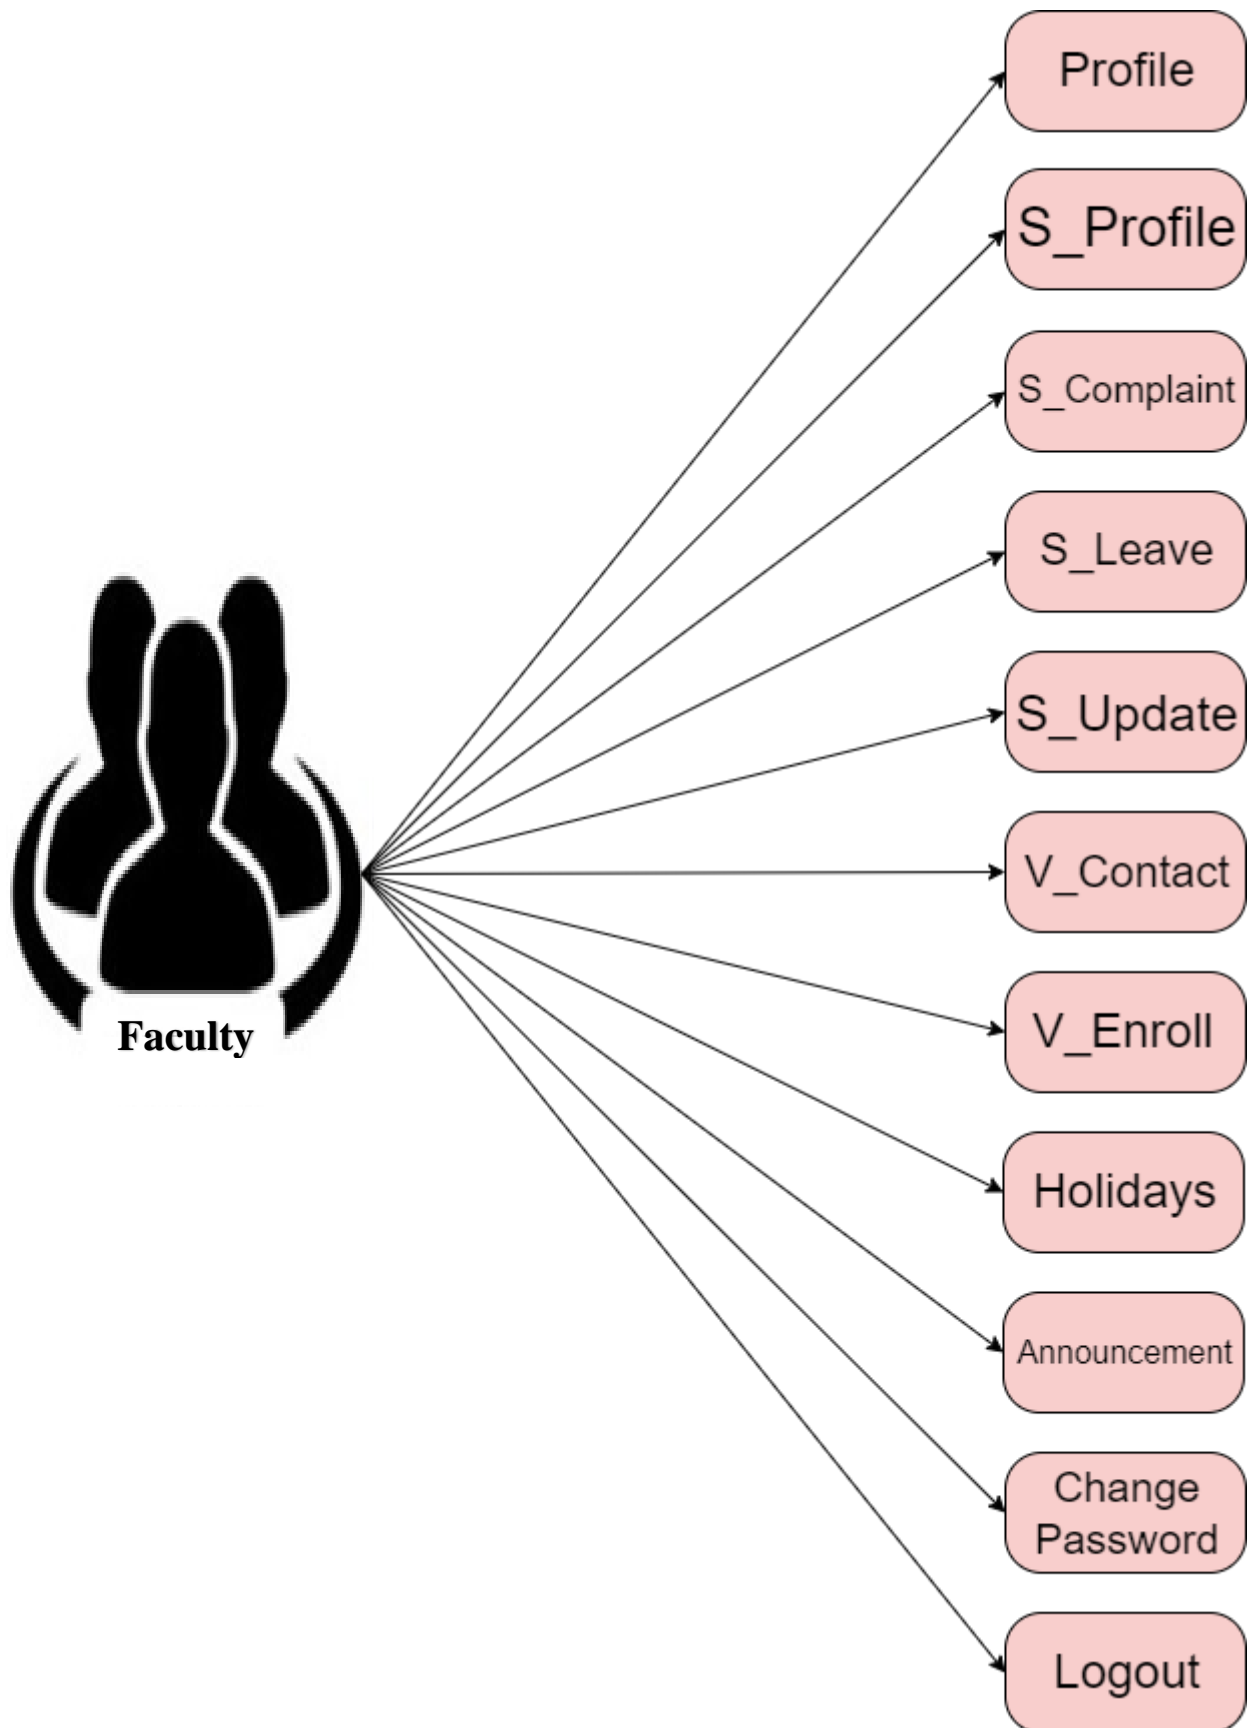 Profile
S_Profile
S_Complaint
S_Leave
S_Update
V_Contact
Faculty
V_Enroll
Holidays
Announcement
Change
Password
Logout